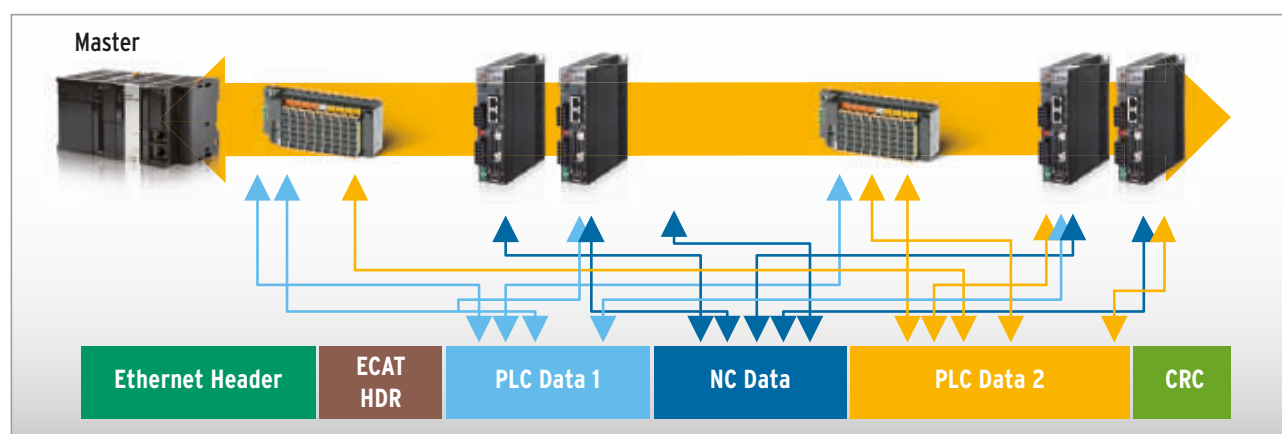 Master
Ethernet Header
ECAT
HDR
PLC Data 1
NC Data
PLC Data 2
CRC